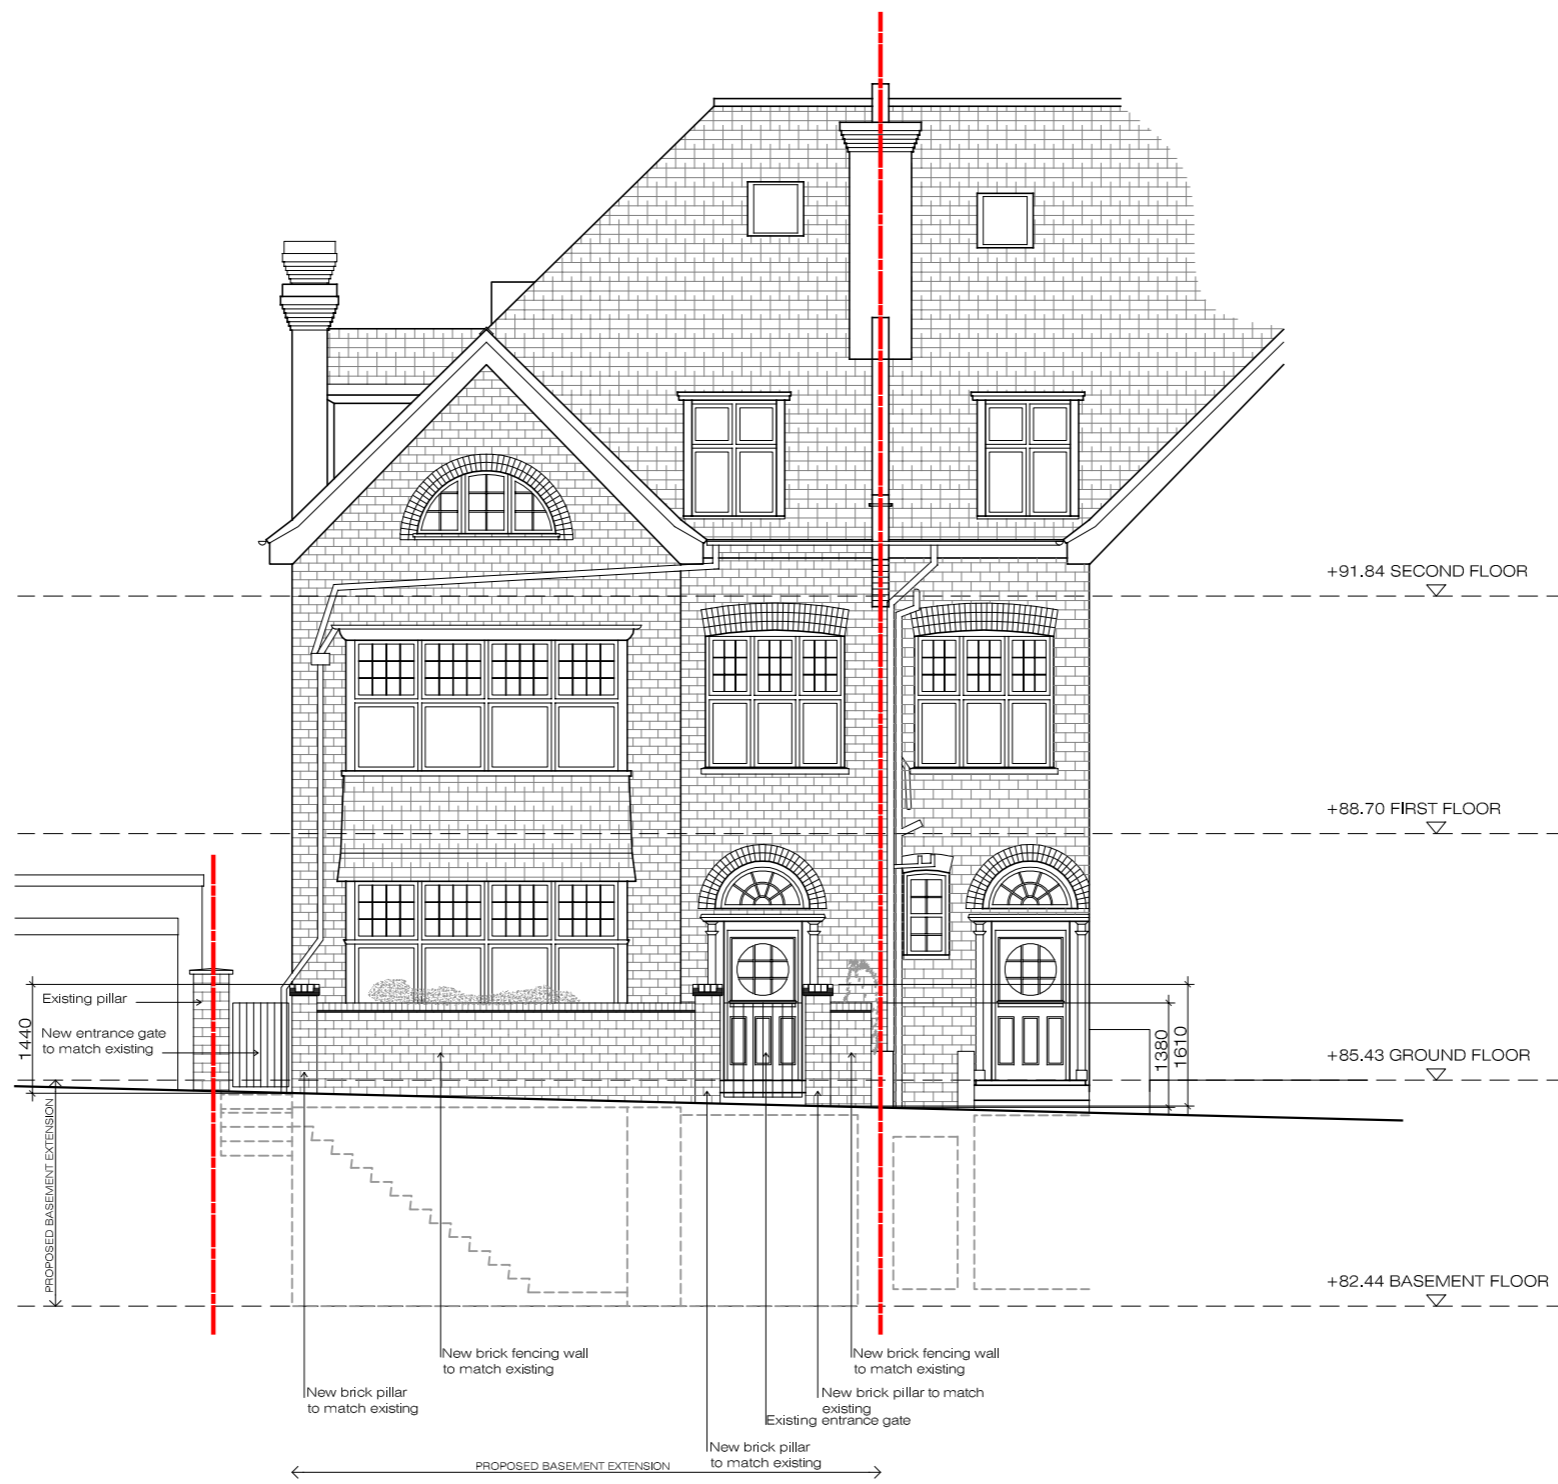 +91.84 SECOND FLOOR
+88.70 FIRST FLOOR
Existing pillar
New entrance gate
to match existing
1440
1380
1610
+85.43 GROUND FLOOR
PROPOSED BASEMENT EXTENSION
+82.44 BASEMENT FLOOR
New brick fencing wall
to match existing
New brick fencing wall
to match existing
New brick pillar
to match existing
New brick pillar to match
existing
Existing entrance gate
New brick pillar
to match existing
PROPOSED BASEMENT EXTENSION